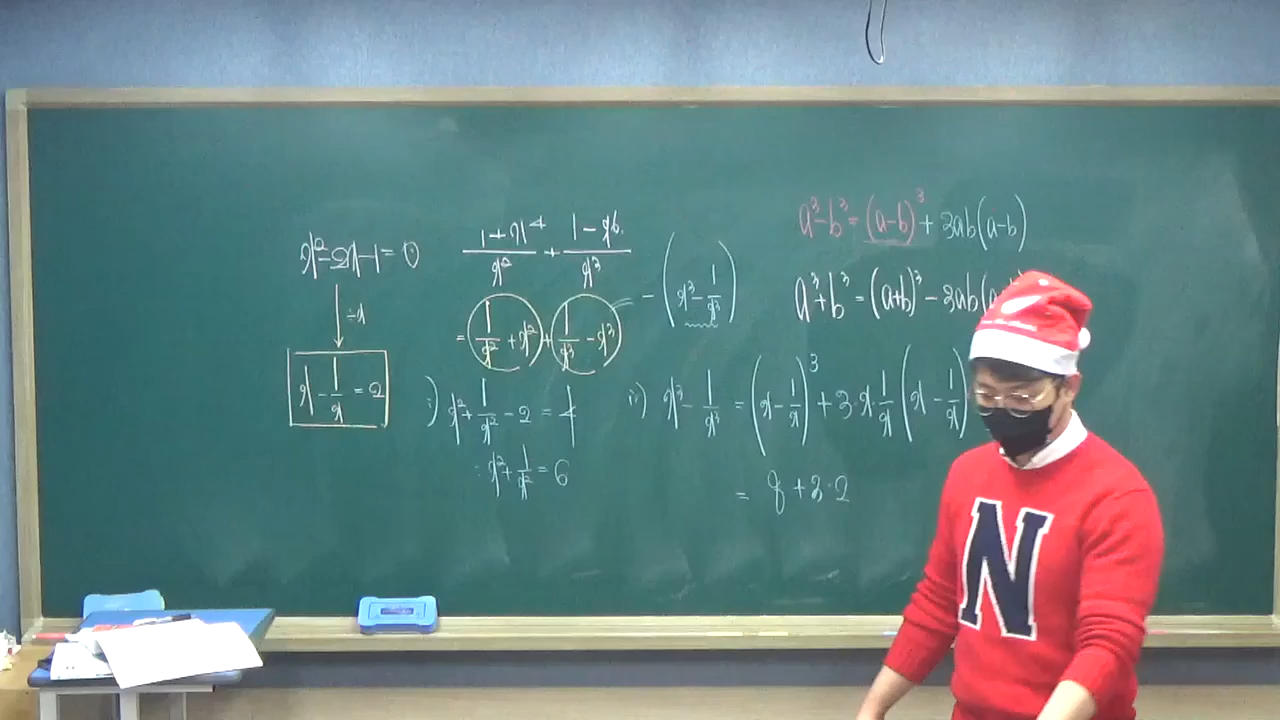 x²-2x-1=0
÷x
x - 1/x = 2
(1+x⁴)/x² + (1-x⁶)/x³
= (1/x² + x²) + (1/x³ - x³)
- (x³ - 1/x³)
i) x² + 1/x² - 2 = 4
∴ x² + 1/x² = 6
a³-b³=(a-b)³+3ab(a-b)
a³+b³=(a+b)³-3ab(a
ii) x³ - 1/x³ = (x - 1/x)³ + 3·x·1/x (x - 1/x)
= 8+3·2
N